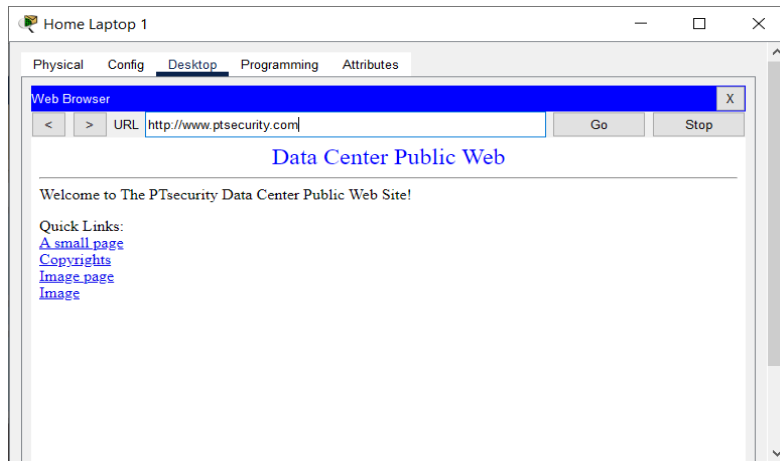 Home Laptop 1
Physical Config Desktop Programming Attributes
Web Browser X
< > URL http://www.ptsecurity.com Go Stop
Data Center Public Web
Welcome to The PTsecurity Data Center Public Web Site!
Quick Links:
A small page
Copyrights
Image page
Image